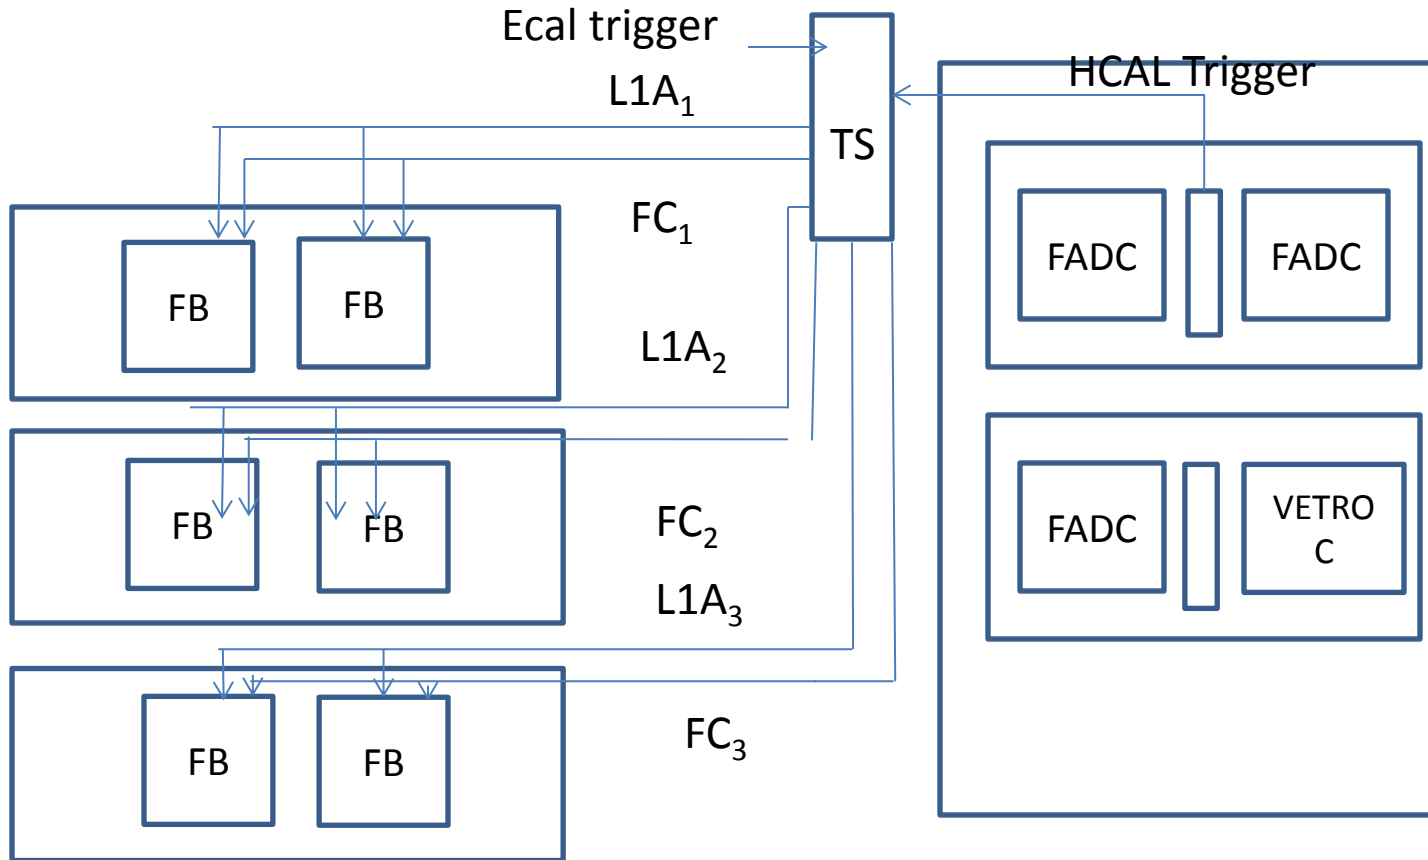 Ecal trigger
HCAL Trigger
L1A₁
TS
FC₁
FADC
FADC
FB
FB
L1A₂
FADC
VETRO
C
FB
FB
FC₂
L1A₃
FC₃
FB
FB